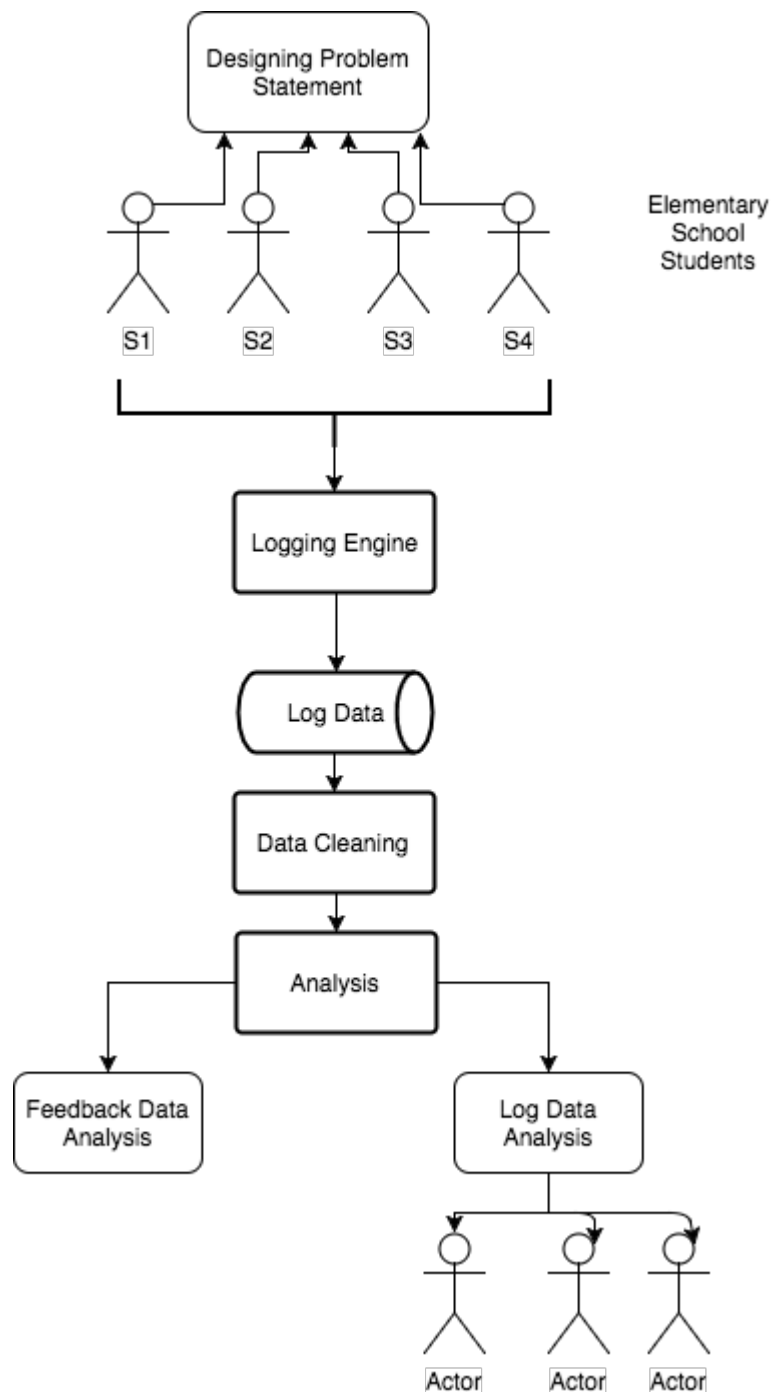 Designing Problem
Statement
Elementary
School
Students
S1
S2
S3
S4
Logging Engine
Log Data
Data Cleaning
Analysis
Feedback Data
Analysis
Log Data
Analysis
Actor
Actor
Actor